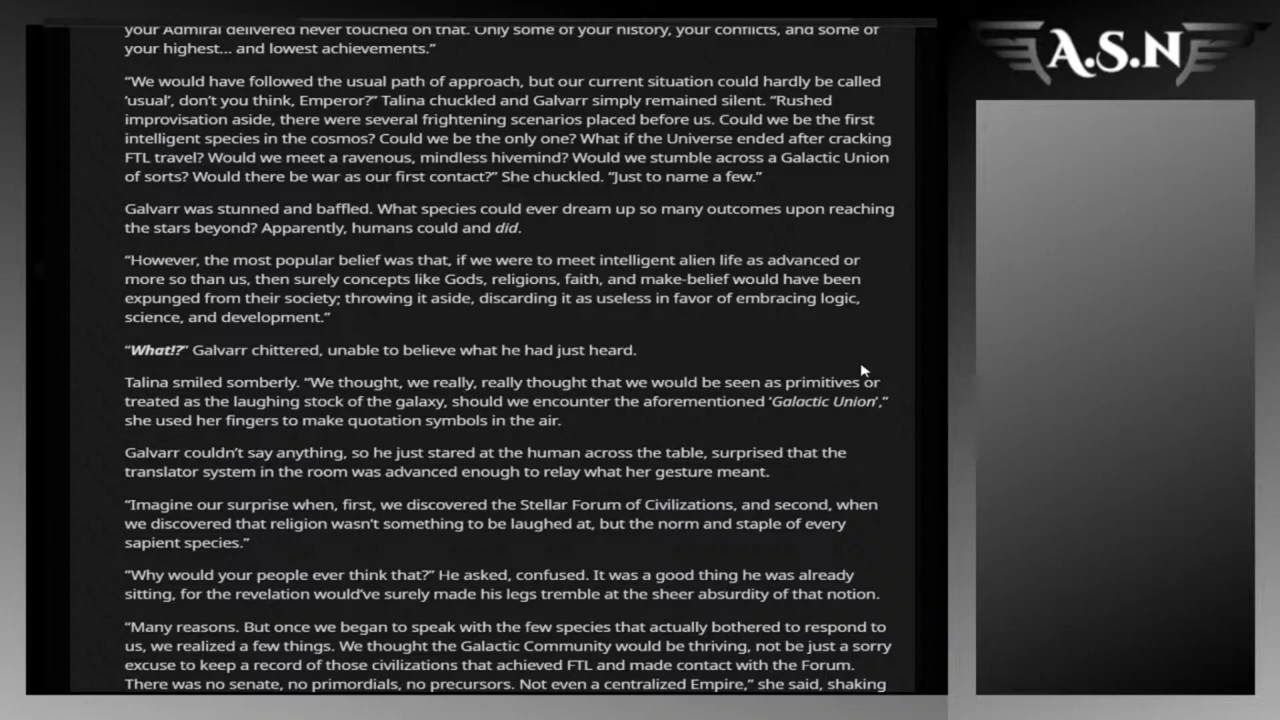 your Admiral delivered never touched on that. Only some of your history, your conflicts, and some of
your highest... and lowest achievements.”
“We would have followed the usual path of approach, but our current situation could hardly be called
‘usual’, don’t you think, Emperor?” Talina chuckled and Galvarr simply remained silent. “Rushed
improvisation aside, there were several frightening scenarios placed before us. Could we be the first
intelligent species in the cosmos? Could we be the only one? What if the Universe ended after cracking
FTL travel? Would we meet a ravenous, mindless hivemind? Would we stumble across a Galactic Union
of sorts? Would there be war as our first contact?” She chuckled. “Just to name a few.”
Galvarr was stunned and baffled. What species could ever dream up so many outcomes upon reaching
the stars beyond? Apparently, humans could and did.
“However, the most popular belief was that, if we were to meet intelligent alien life as advanced or
more so than us, then surely concepts like Gods, religions, faith, and make-belief would have been
expunged from their society; throwing it aside, discarding it as useless in favor of embracing logic,
science, and development.”
“What!?” Galvarr chittered, unable to believe what he had just heard.
Talina smiled somberly. “We thought, we really, really thought that we would be seen as primitives or
treated as the laughing stock of the galaxy, should we encounter the aforementioned ‘Galactic Union’,”
she used her fingers to make quotation symbols in the air.
Galvarr couldn’t say anything, so he just stared at the human across the table, surprised that the
translator system in the room was advanced enough to relay what her gesture meant.
“Imagine our surprise when, first, we discovered the Stellar Forum of Civilizations, and second, when
we discovered that religion wasn’t something to be laughed at, but the norm and staple of every
sapient species.”
“Why would your people ever think that?” He asked, confused. It was a good thing he was already
sitting, for the revelation would’ve surely made his legs tremble at the sheer absurdity of that notion.
“Many reasons. But once we began to speak with the few species that actually bothered to respond to
us, we realized a few things. We thought the Galactic Community would be thriving, not be just a sorry
excuse to keep a record of those civilizations that achieved FTL and made contact with the Forum.
There was no senate, no primordials, no precursors. Not even a centralized Empire,” she said, shaking
A.S.N